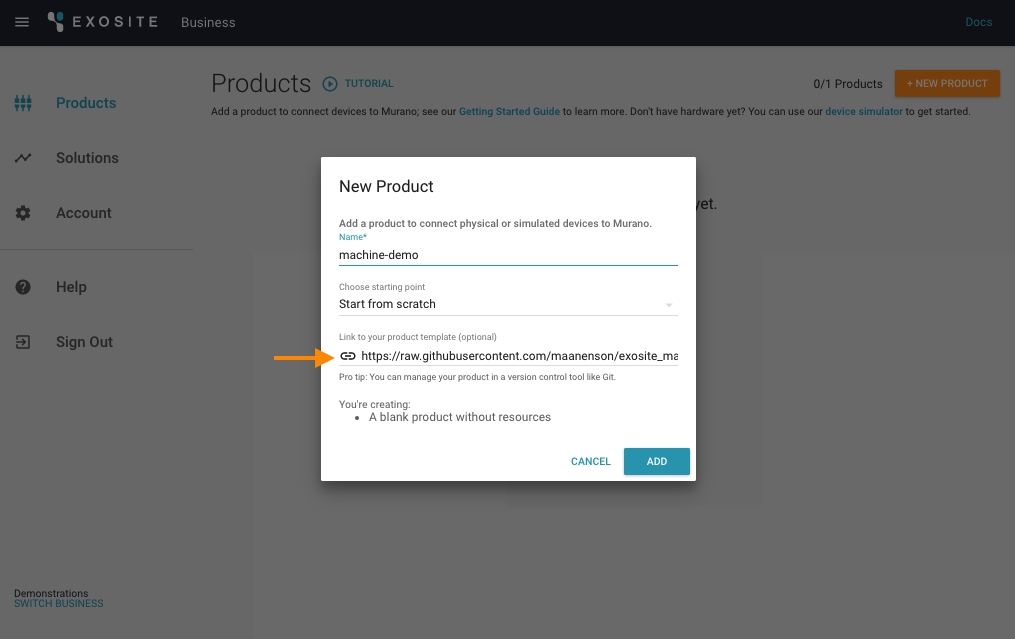 EXOSITE Business Docs
Products TUTORIAL 0/1 Products + NEW PRODUCT
Add a product to connect devices to Murano; see our Getting Started Guide to learn more. Don't have hardware yet? You can use our device simulator to get started.
Products
Solutions
Account
Help
Sign Out
Demonstrations
SWITCH BUSINESS
yet.
New Product
Add a product to connect physical or simulated devices to Murano.
Name*
machine-demo
Choose starting point
Start from scratch
Link to your product template (optional)
https://raw.githubusercontent.com/maanenson/exosite_ma
Pro tip: You can manage your product in a version control tool like Git.
You're creating:
• A blank product without resources
CANCEL ADD